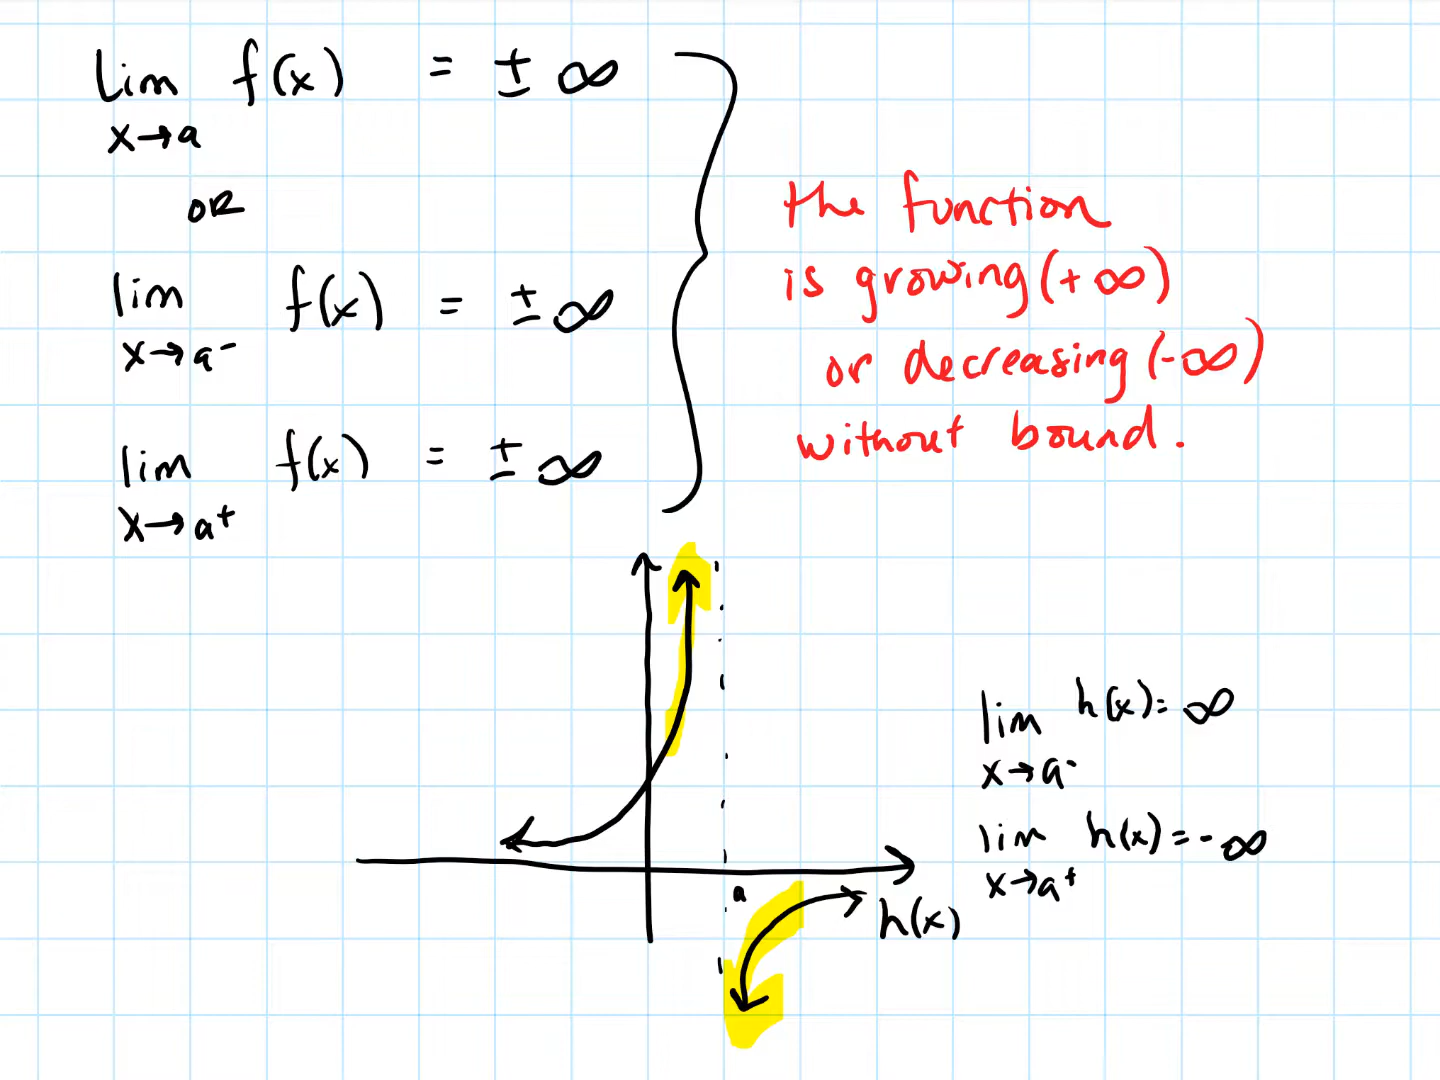 lim f(x) = ± ∞
x→a
OR
lim f(x) = ± ∞
x→a⁻
lim f(x) = ± ∞
x→a⁺
the function
is growing (+∞)
or decreasing (-∞)
without bound.
lim h(x) = ∞
x→a⁻
lim h(x) = -∞
x→a⁺
a
h(x)